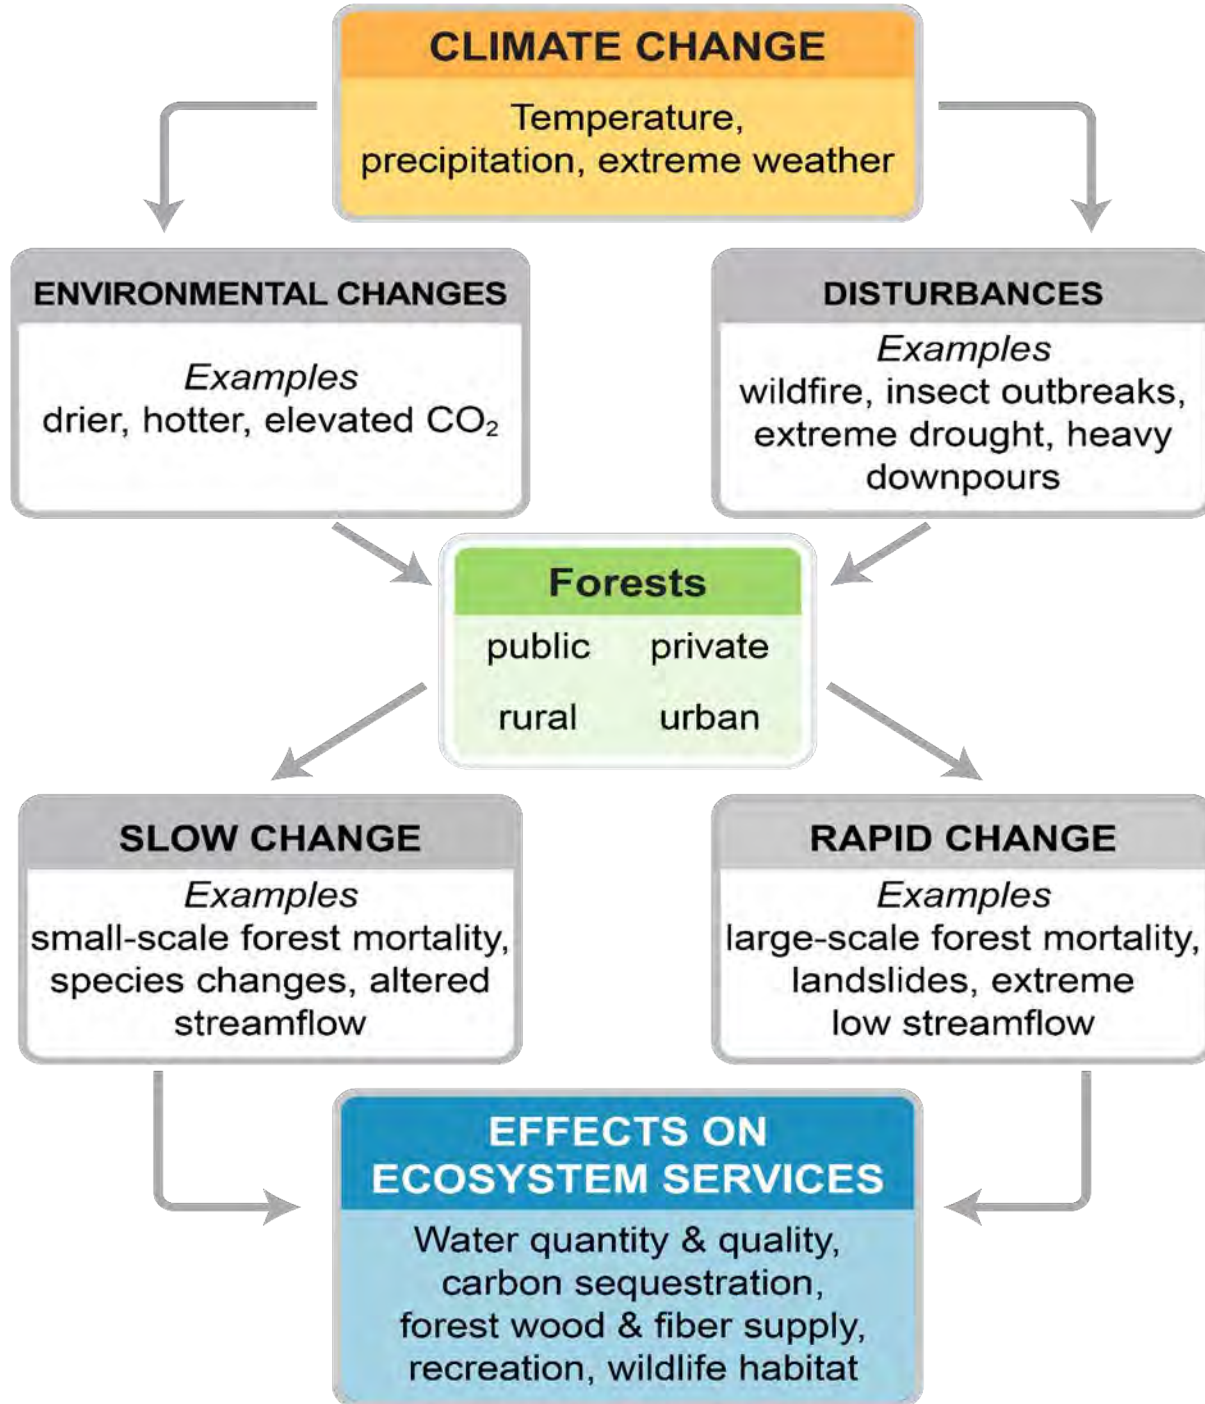 CLIMATE CHANGE
Temperature,
precipitation, extreme weather
ENVIRONMENTAL CHANGES
Examples
drier, hotter, elevated CO₂
DISTURBANCES
Examples
wildfire, insect outbreaks,
extreme drought, heavy
downpours
Forests
public private
rural urban
SLOW CHANGE
Examples
small-scale forest mortality,
species changes, altered
streamflow
RAPID CHANGE
Examples
large-scale forest mortality,
landslides, extreme
low streamflow
EFFECTS ON
ECOSYSTEM SERVICES
Water quantity & quality,
carbon sequestration,
forest wood & fiber supply,
recreation, wildlife habitat